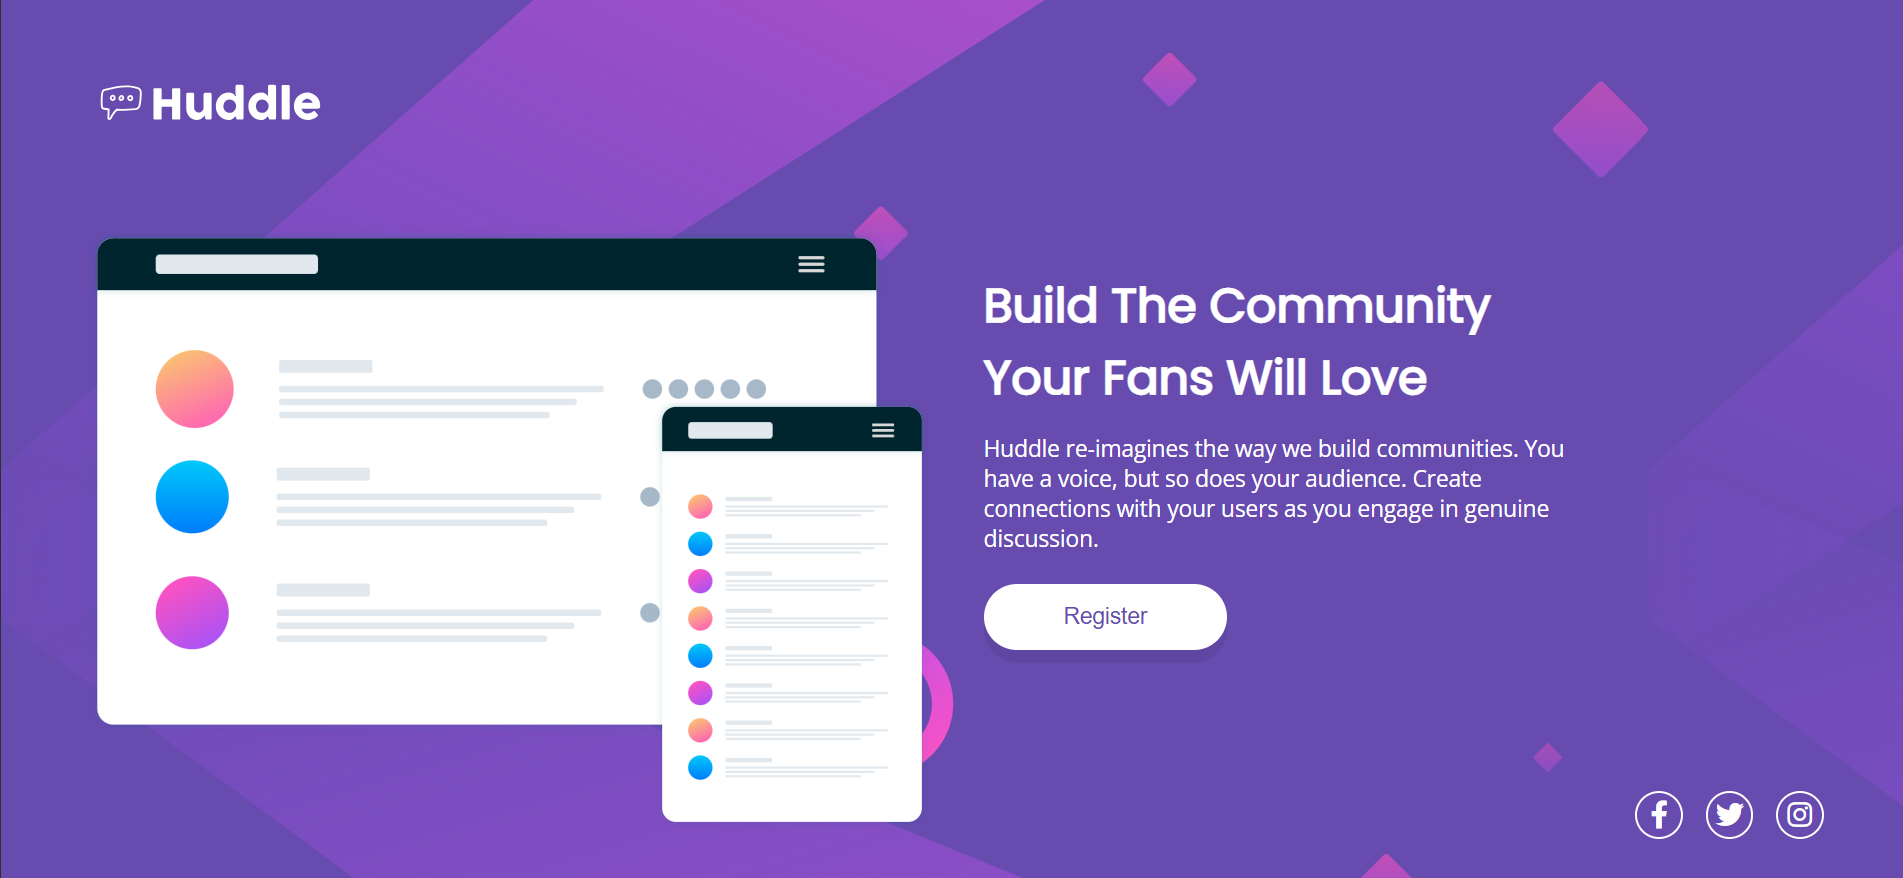 Huddle
Build The Community
Your Fans Will Love
Huddle re-imagines the way we build communities. You
have a voice, but so does your audience. Create
connections with your users as you engage in genuine
discussion.
Register